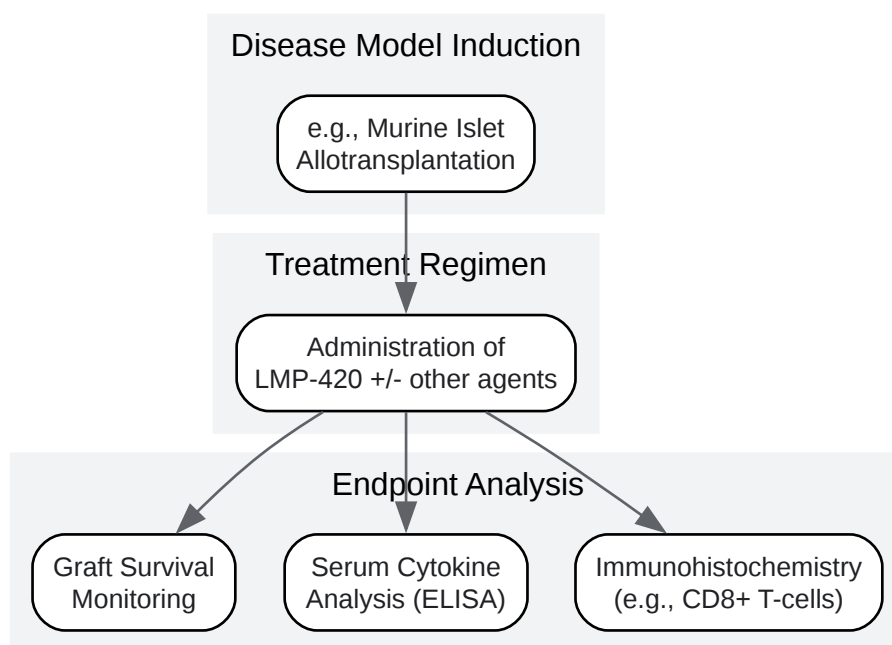 Disease Model Induction
e.g., Murine Islet
Allotransplantation
Treatment Regimen
Administration of
LMP-420 +/- other agents
Endpoint Analysis
Graft Survival
Monitoring
Serum Cytokine
Analysis (ELISA)
Immunohistochemistry
(e.g., CD8+ T-cells)